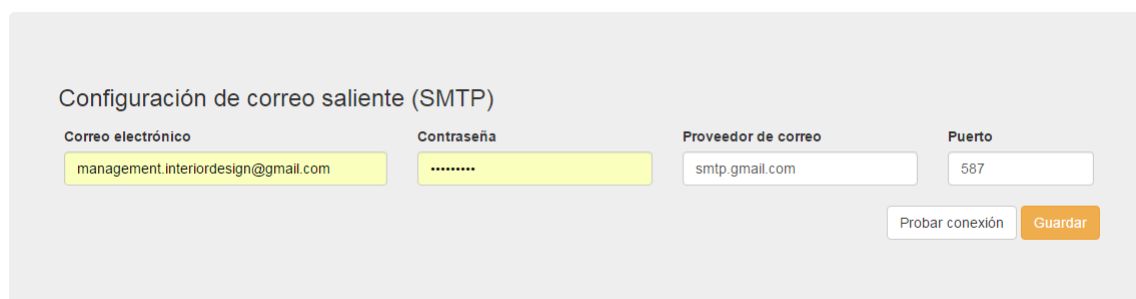 Configuración de correo saliente (SMTP)
Correo electrónico Contraseña Proveedor de correo Puerto
management.interiordesign@gmail.com ••••••••• smtp.gmail.com 587
Probar conexión Guardar